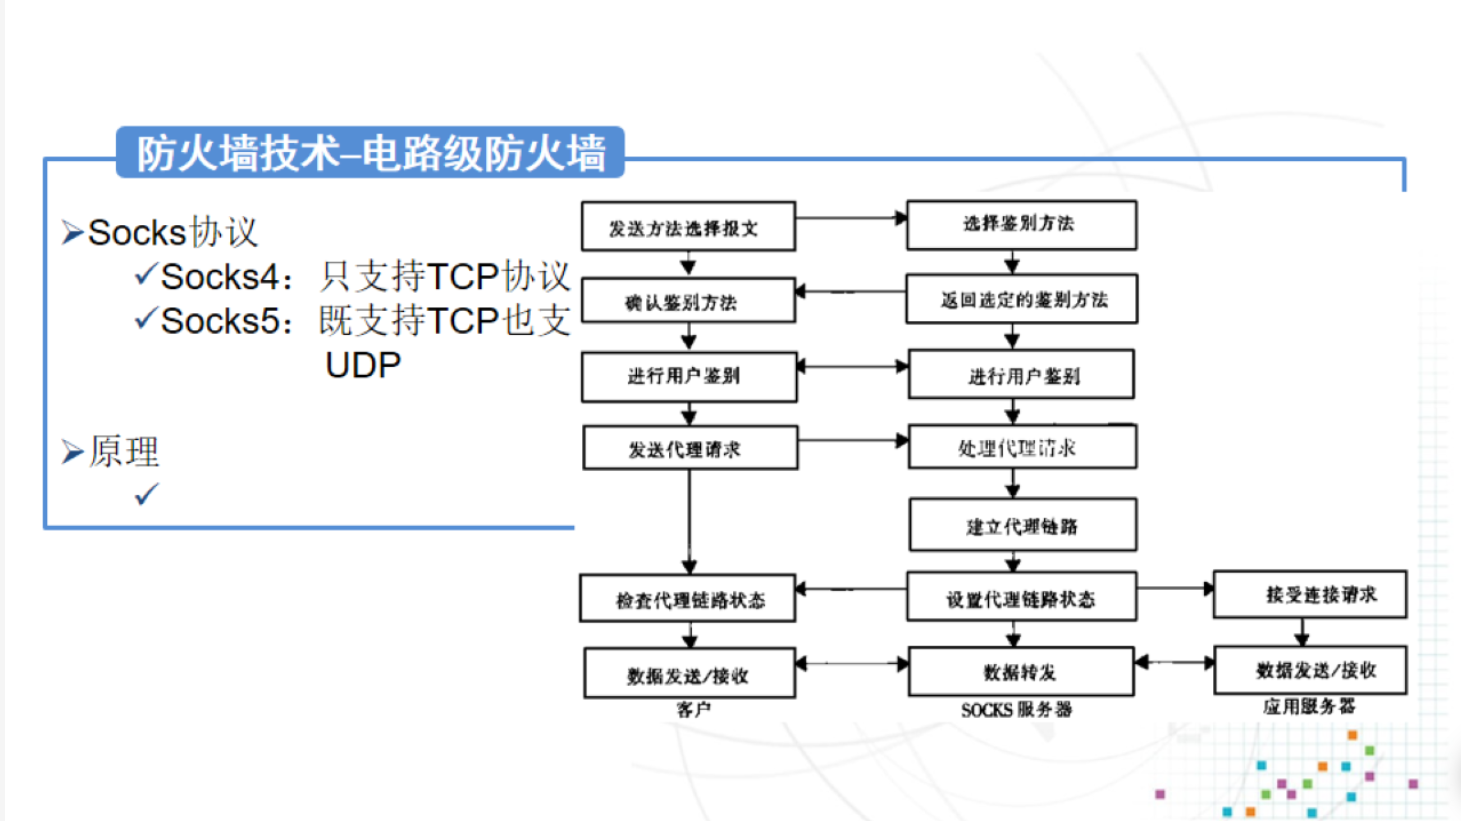 防火墙技术–电路级防火墙
Socks协议
Socks4：只支持TCP协议
Socks5：既支持TCP也支
UDP
原理
发送方法选择报文
选择鉴别方法
确认鉴别方法
返回选定的鉴别方法
进行用户鉴别
进行用户鉴别
发送代理请求
处理代理请求
建立代理链路
检查代理链路状态
设置代理链路状态
接受连接请求
数据发送/接收
数据转发
数据发送/接收
客户
SOCKS 服务器
应用服务器